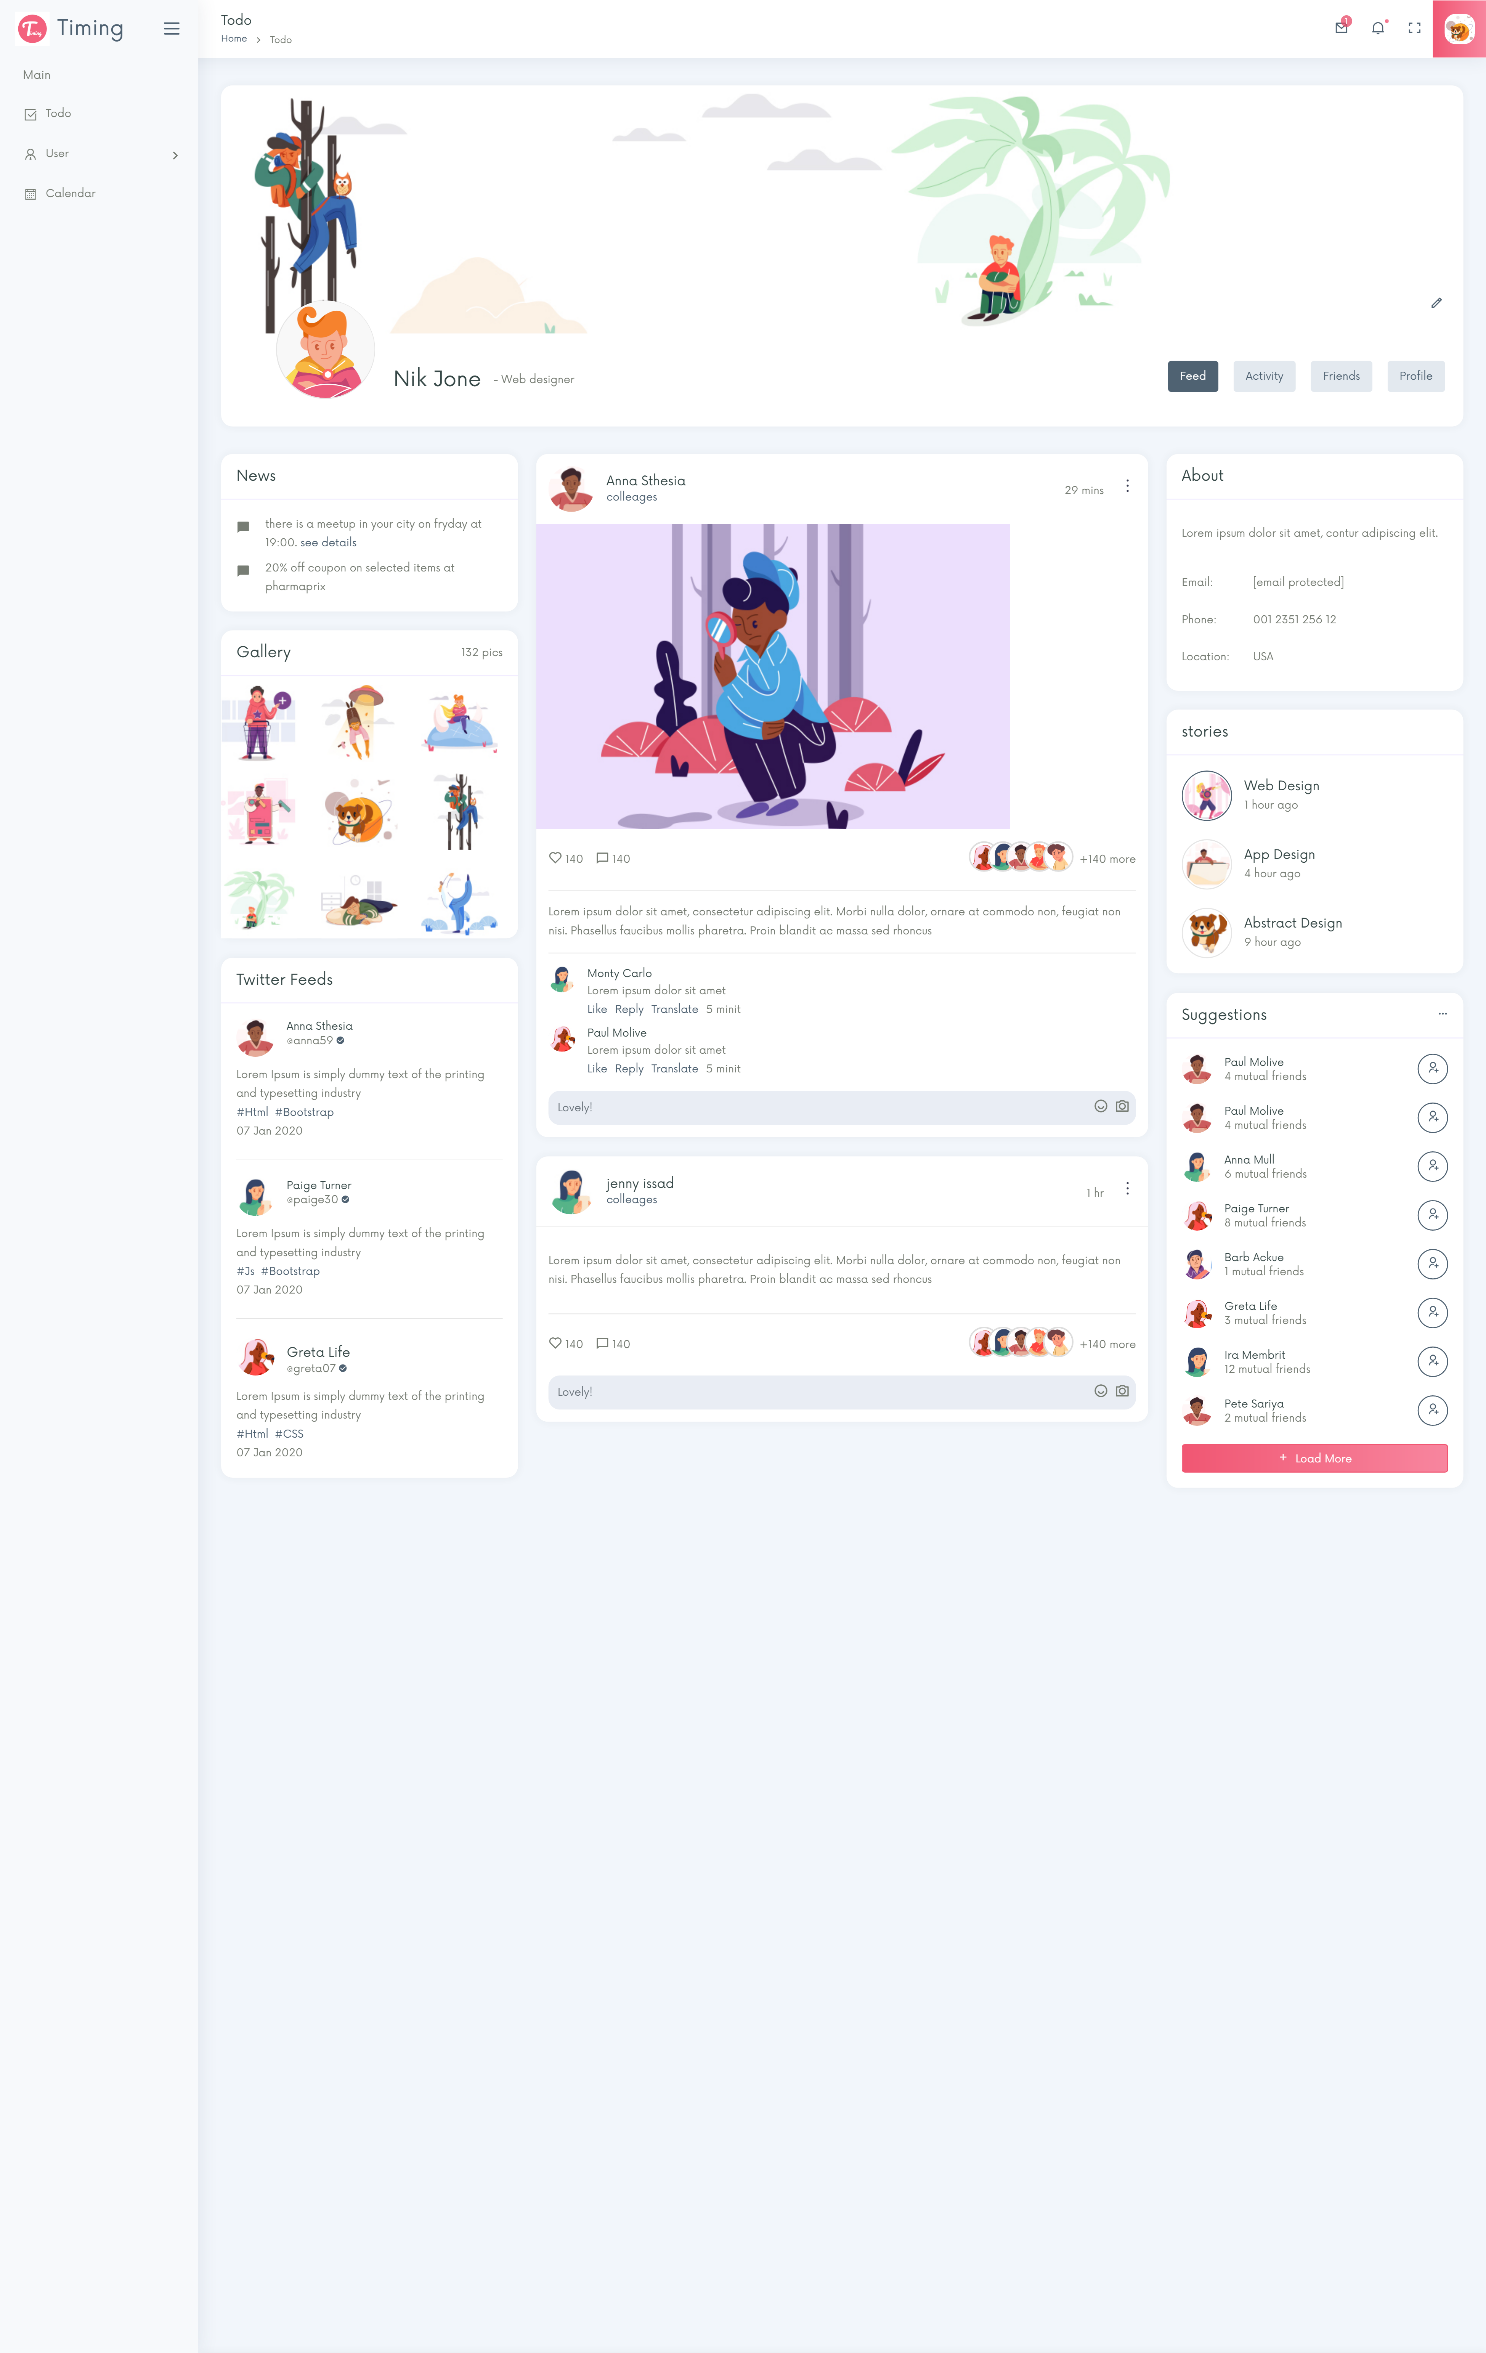 Timing
Main
Todo
User
Calendar
Todo
Home > Todo
1
Nik Jone - Web designer
Feed
Activity
Friends
Profile
News
there is a meetup in your city on fryday at
19:00. see details
20% off coupon on selected items at
pharmaprix
Gallery
132 pics
Twitter Feeds
Anna Sthesia
@anna59
Lorem Ipsum is simply dummy text of the printing
and typesetting industry
#Html #Bootstrap
07 Jan 2020
Paige Turner
@paige30
Lorem Ipsum is simply dummy text of the printing
and typesetting industry
#Js #Bootstrap
07 Jan 2020
Greta Life
@greta07
Lorem Ipsum is simply dummy text of the printing
and typesetting industry
#Html #CSS
07 Jan 2020
Anna Sthesia
colleages
29 mins
140 140
+140 more
Lorem ipsum dolor sit amet, consectetur adipiscing elit. Morbi nulla dolor, ornare at commodo non, feugiat non
nisi. Phasellus faucibus mollis pharetra. Proin blandit ac massa sed rhoncus
Monty Carlo
Lorem ipsum dolor sit amet
Like Reply Translate 5 minit
Paul Molive
Lorem ipsum dolor sit amet
Like Reply Translate 5 minit
Lovely!
jenny issad
colleages
1 hr
Lorem ipsum dolor sit amet, consectetur adipiscing elit. Morbi nulla dolor, ornare at commodo non, feugiat non
nisi. Phasellus faucibus mollis pharetra. Proin blandit ac massa sed rhoncus
140 140
+140 more
Lovely!
About
Lorem ipsum dolor sit amet, contur adipiscing elit.
Email: [email protected]
Phone: 001 2351 256 12
Location: USA
stories
Web Design
1 hour ago
App Design
4 hour ago
Abstract Design
9 hour ago
Suggestions
Paul Molive
4 mutual friends
Paul Molive
4 mutual friends
Anna Mull
6 mutual friends
Paige Turner
8 mutual friends
Barb Ackue
1 mutual friends
Greta Life
3 mutual friends
Ira Membrit
12 mutual friends
Pete Sariya
2 mutual friends
+ Load More